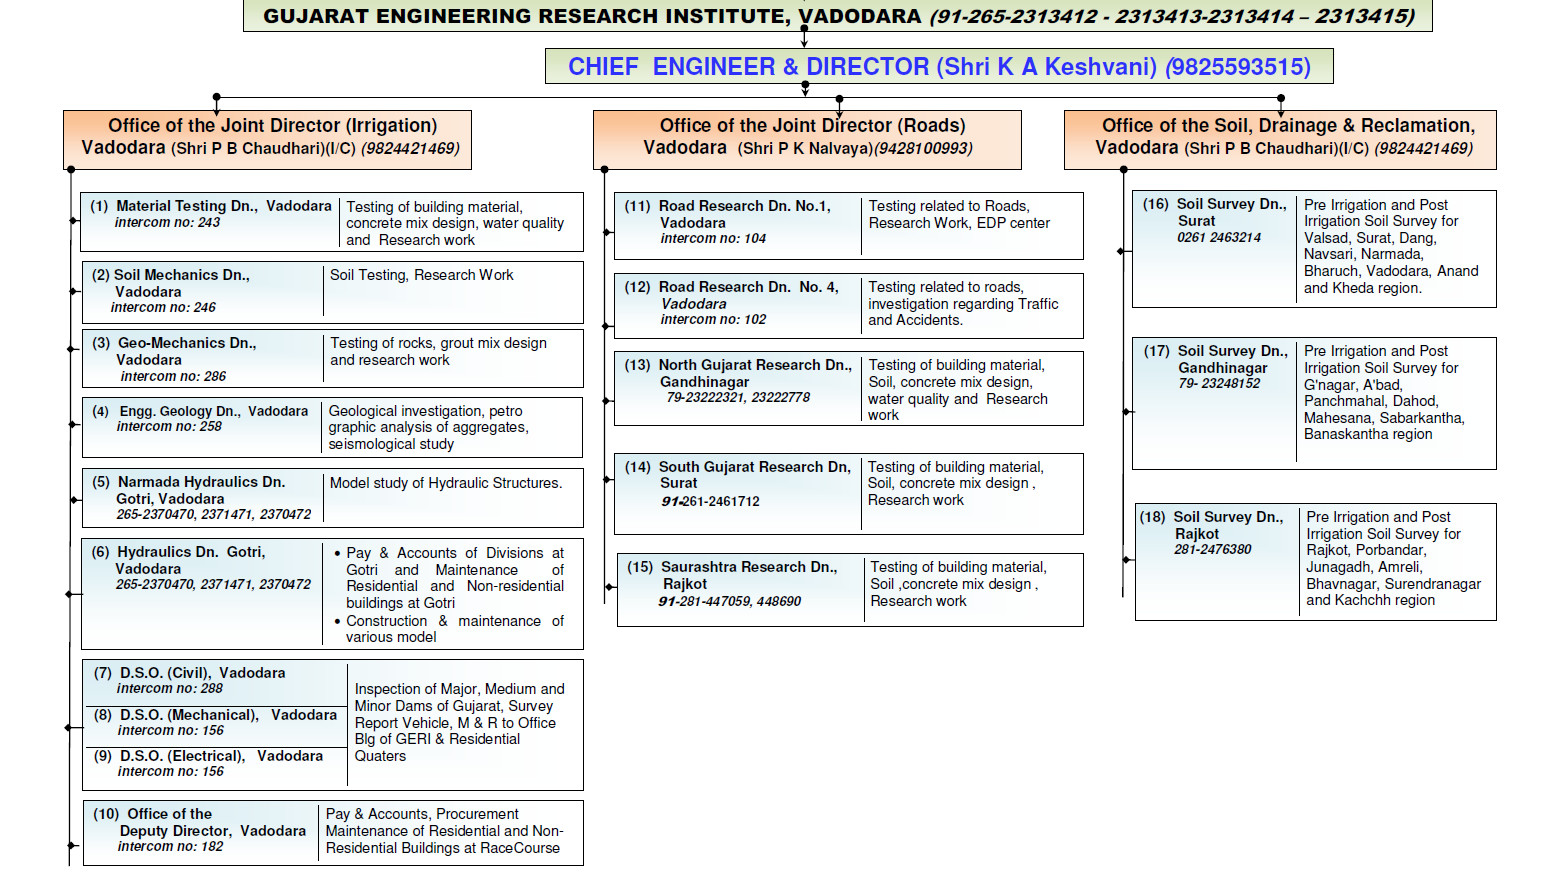 GUJARAT ENGINEERING RESEARCH INSTITUTE, VADODARA (91-265-2313412 - 2313413-2313414 – 2313415)
CHIEF ENGINEER & DIRECTOR (Shri K A Keshvani) (9825593515)
Office of the Joint Director (Irrigation)
Vadodara (Shri P B Chaudhari)(I/C) (9824421469)
(1) Material Testing Dn., Vadodara
intercom no: 243
Testing of building material,
concrete mix design, water quality
and Research work
(2) Soil Mechanics Dn.,
Vadodara
intercom no: 246
Soil Testing, Research Work
(3) Geo-Mechanics Dn.,
Vadodara
intercom no: 286
Testing of rocks, grout mix design
and research work
(4) Engg. Geology Dn., Vadodara
intercom no: 258
Geological investigation, petro
graphic analysis of aggregates,
seismological study
(5) Narmada Hydraulics Dn.
Gotri, Vadodara
265-2370470, 2371471, 2370472
Model study of Hydraulic Structures.
(6) Hydraulics Dn. Gotri,
Vadodara
265-2370470, 2371471, 2370472
• Pay & Accounts of Divisions at
Gotri and Maintenance of
Residential and Non-residential
buildings at Gotri
• Construction & maintenance of
various model
(7) D.S.O. (Civil), Vadodara
intercom no: 288
(8) D.S.O. (Mechanical), Vadodara
intercom no: 156
(9) D.S.O. (Electrical), Vadodara
intercom no: 156
Inspection of Major, Medium and
Minor Dams of Gujarat, Survey
Report Vehicle, M & R to Office
Blg of GERI & Residential
Quaters
(10) Office of the
Deputy Director, Vadodara
intercom no: 182
Pay & Accounts, Procurement
Maintenance of Residential and Non-
Residential Buildings at RaceCourse
Office of the Joint Director (Roads)
Vadodara (Shri P K Nalvaya)(9428100993)
(11) Road Research Dn. No.1,
Vadodara
intercom no: 104
Testing related to Roads,
Research Work, EDP center
(12) Road Research Dn. No. 4,
Vadodara
intercom no: 102
Testing related to roads,
investigation regarding Traffic
and Accidents.
(13) North Gujarat Research Dn.,
Gandhinagar
79-23222321, 23222778
Testing of building material,
Soil, concrete mix design,
water quality and Research
work
(14) South Gujarat Research Dn,
Surat
91-261-2461712
Testing of building material,
Soil, concrete mix design ,
Research work
(15) Saurashtra Research Dn.,
Rajkot
91-281-447059, 448690
Testing of building material,
Soil ,concrete mix design ,
Research work
Office of the Soil, Drainage & Reclamation,
Vadodara (Shri P B Chaudhari)(I/C) (9824421469)
(16) Soil Survey Dn.,
Surat
0261 2463214
Pre Irrigation and Post
Irrigation Soil Survey for
Valsad, Surat, Dang,
Navsari, Narmada,
Bharuch, Vadodara, Anand
and Kheda region.
(17) Soil Survey Dn.,
Gandhinagar
79- 23248152
Pre Irrigation and Post
Irrigation Soil Survey for
G'nagar, A'bad,
Panchmahal, Dahod,
Mahesana, Sabarkantha,
Banaskantha region
(18) Soil Survey Dn.,
Rajkot
281-2476380
Pre Irrigation and Post
Irrigation Soil Survey for
Rajkot, Porbandar,
Junagadh, Amreli,
Bhavnagar, Surendranagar
and Kachchh region